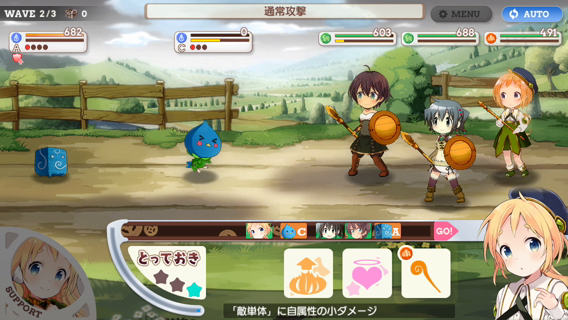 WAVE 2/3
0
通常攻撃
MENU
AUTO
682
A
0
C
603
688
491
C
A
GO!
とっておき
SUPPORT
「敵単体」に自属性の小ダメージ